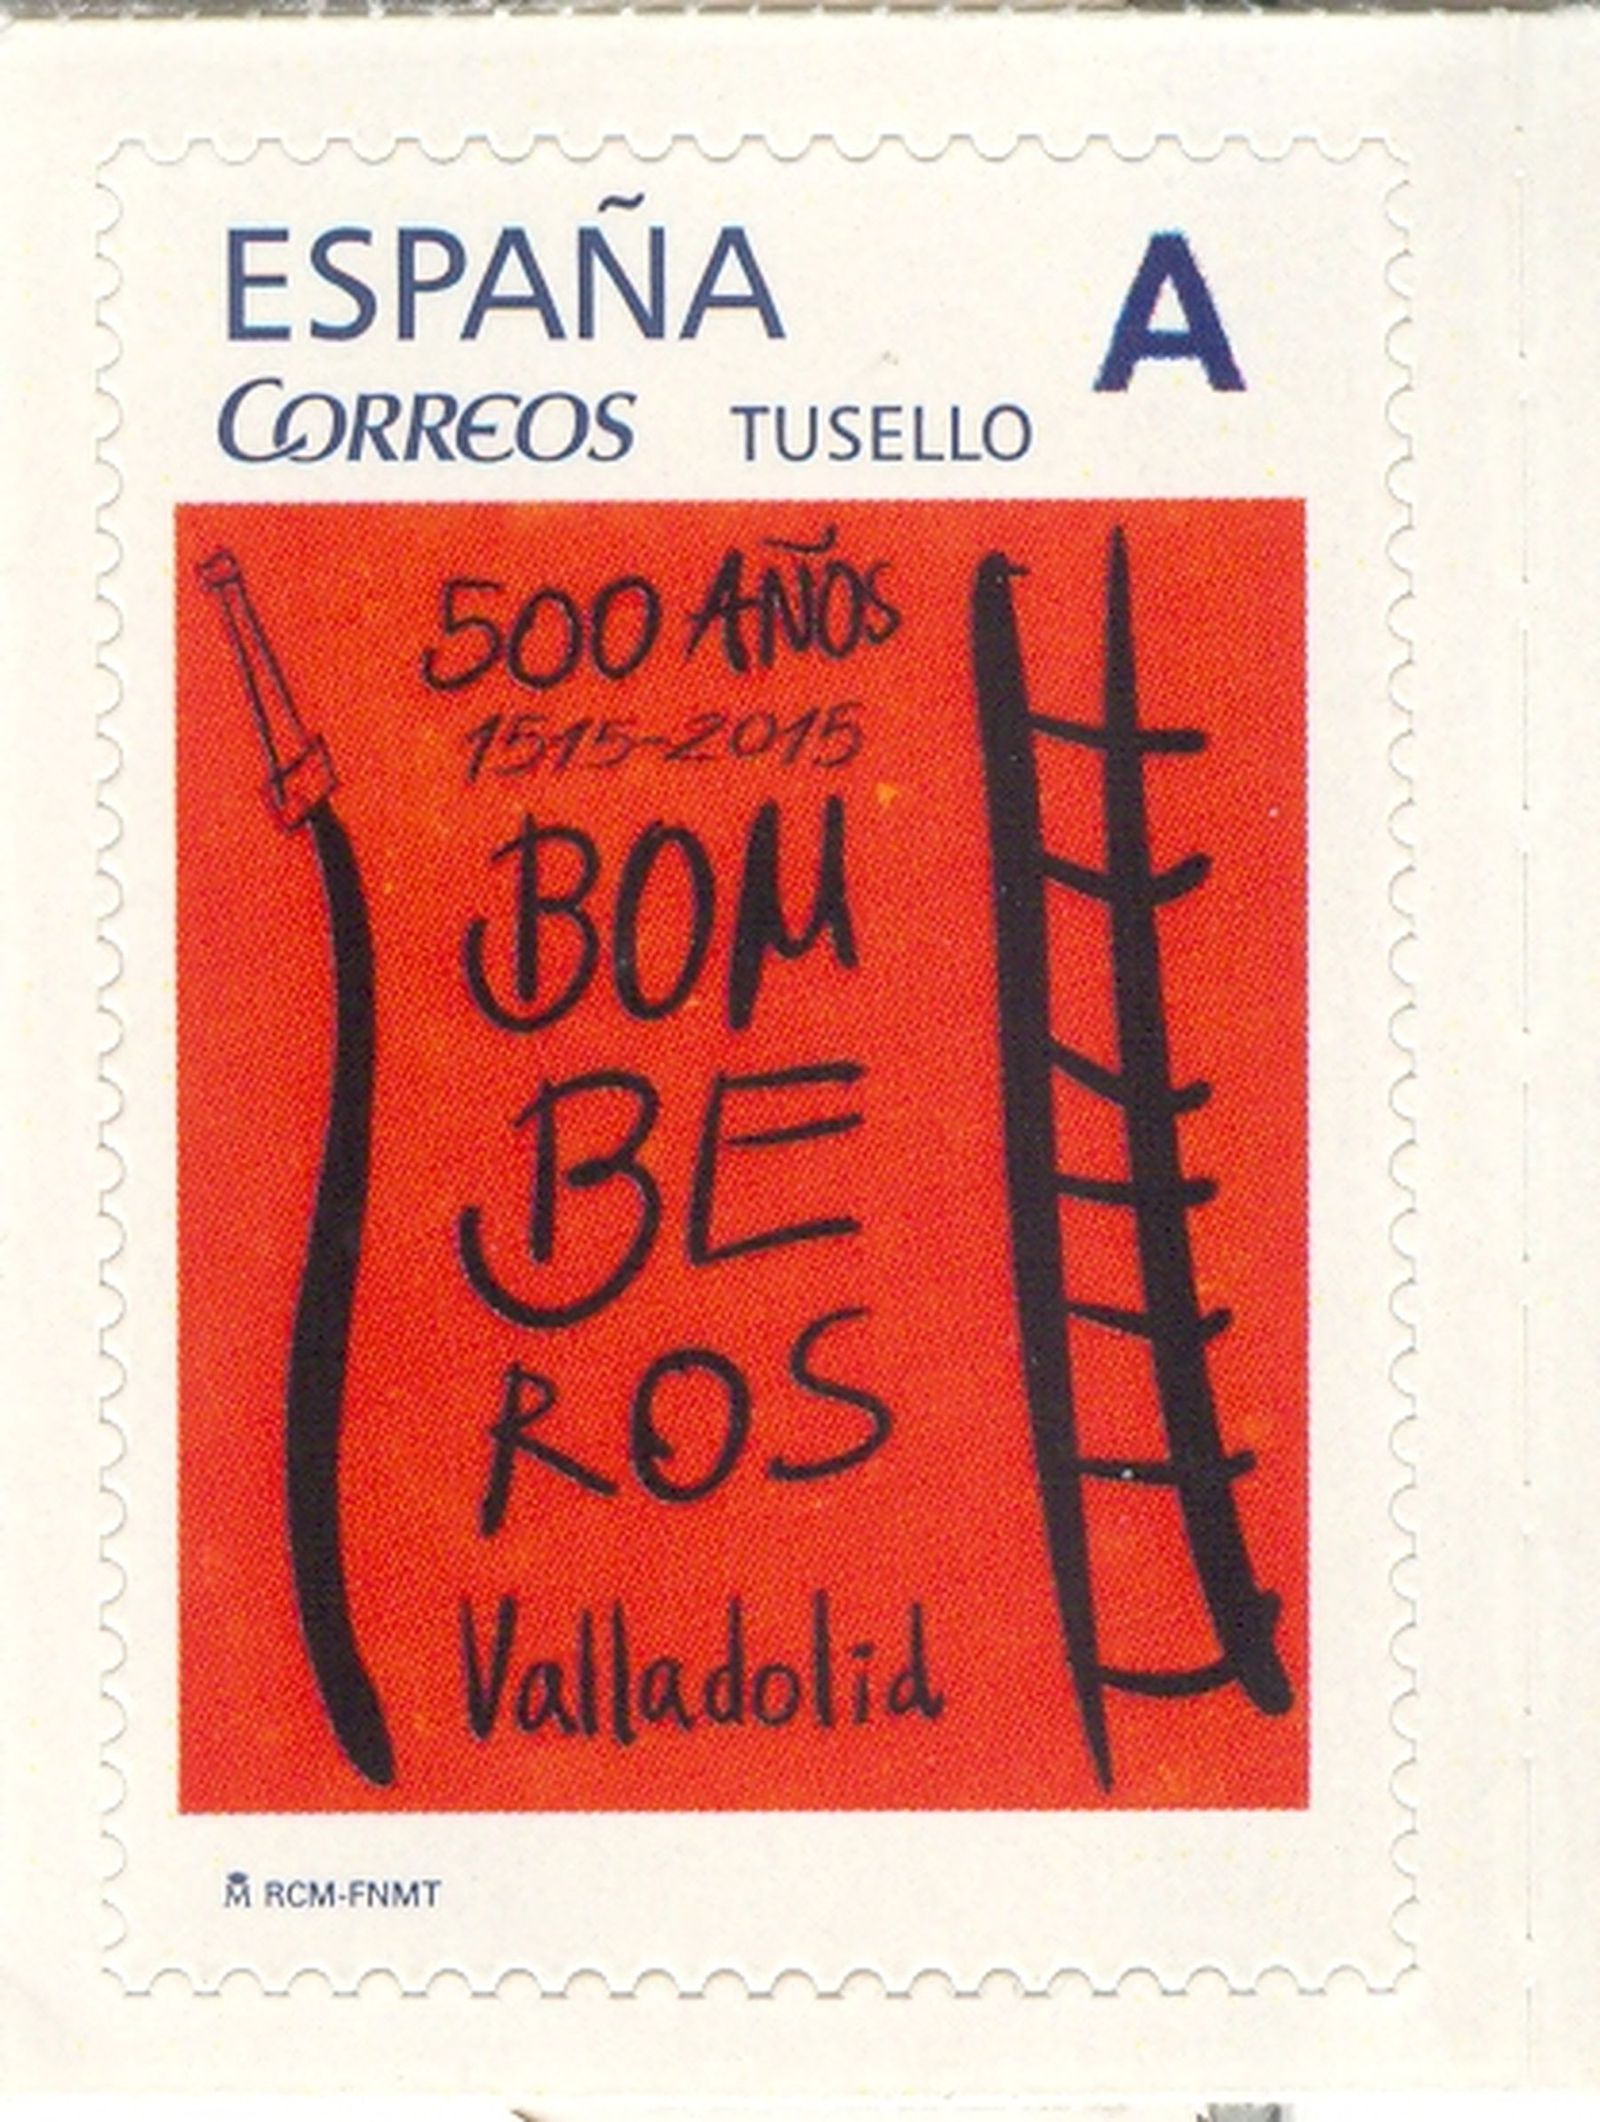 ESPAÑA A
CORREOS TUSELLO
500 AÑOS
1515-2015
BOM
BE
ROS
Valladolid
M RCM-FNMT